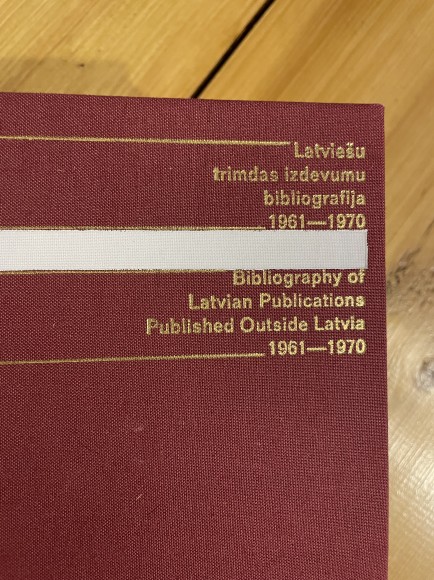 Latviešu
trimdas izdevumu
bibliografija
1961—1970
Bibliography of
Latvian Publications
Published Outside Latvia
1961—1970